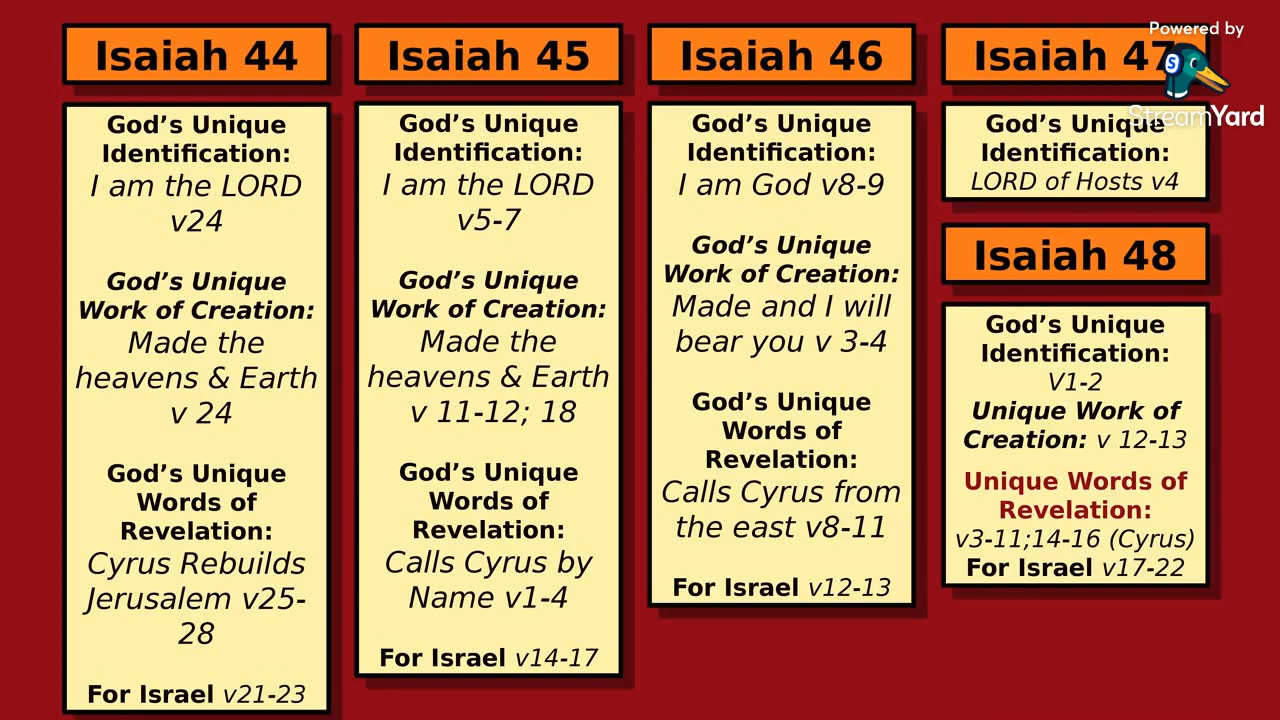 Isaiah 44
God’s Unique
Identification:
I am the LORD
v24
God’s Unique
Work of Creation:
Made the
heavens & Earth
v 24
God’s Unique
Words of
Revelation:
Cyrus Rebuilds
Jerusalem v25-
28
For Israel v21-23
Isaiah 45
God’s Unique
Identification:
I am the LORD
v5-7
God’s Unique
Work of Creation:
Made the
heavens & Earth
v 11-12; 18
God’s Unique
Words of
Revelation:
Calls Cyrus by
Name v1-4
For Israel v14-17
Isaiah 46
God’s Unique
Identification:
I am God v8-9
God’s Unique
Work of Creation:
Made and I will
bear you v 3-4
God’s Unique
Words of
Revelation:
Calls Cyrus from
the east v8-11
For Israel v12-13
Isaiah 47
God’s Unique
Identification:
LORD of Hosts v4
Isaiah 48
God’s Unique
Identification:
V1-2
Unique Work of
Creation: v 12-13
Unique Words of
Revelation:
v3-11;14-16 (Cyrus)
For Israel v17-22
Powered by
S
StreamYard